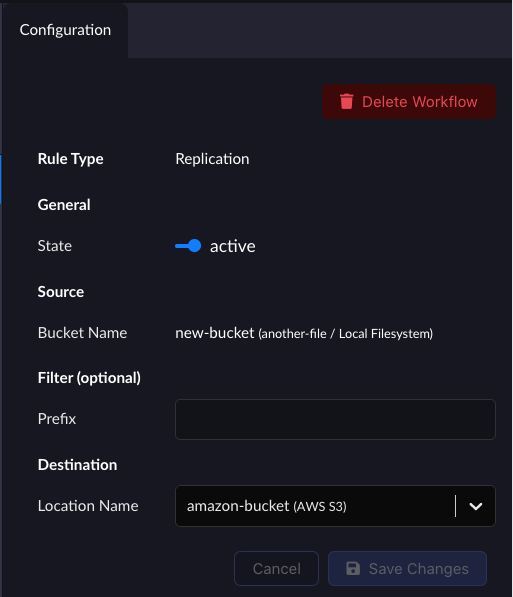 Configuration
Delete Workflow
Rule Type Replication
General
State active
Source
Bucket Name new-bucket (another-file / Local Filesystem)
Filter (optional)
Prefix
Destination
Location Name amazon-bucket (AWS S3)
Cancel Save Changes